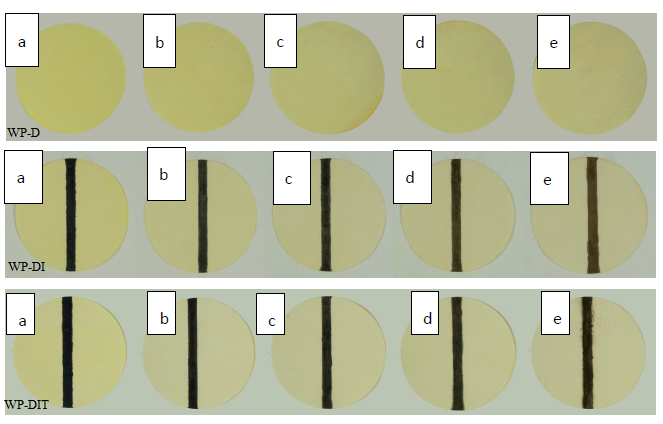 a b c d e
WP-D
a b c d e
WP-DI
a b c d e
WP-DIT